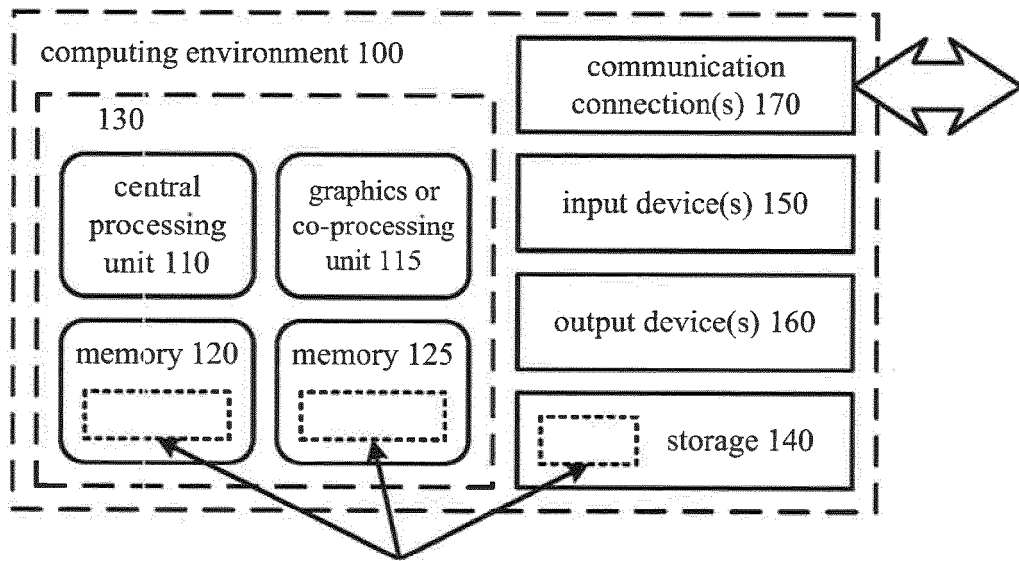 computing environment 100
130
central
processing
unit 110
graphics or
co-processing
unit 115
memory 120
memory 125
communication
connection(s) 170
input device(s) 150
output device(s) 160
storage 140